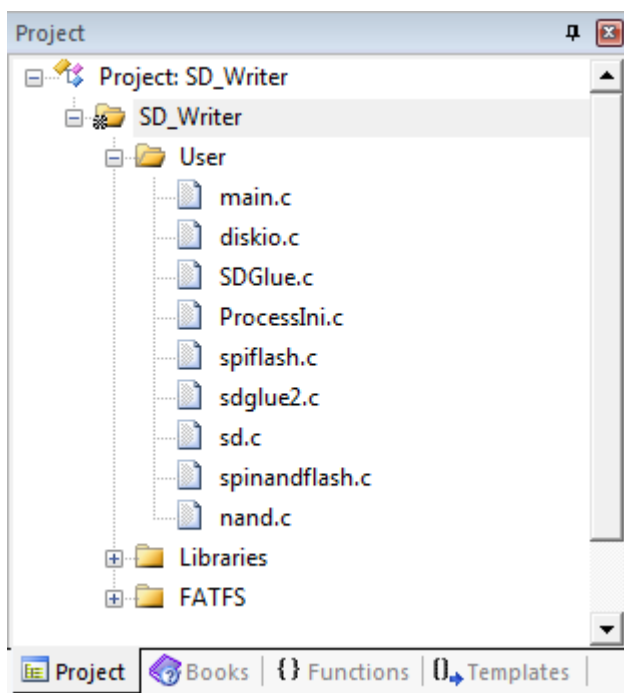 Project
Project: SD_Writer
SD_Writer
User
main.c
diskio.c
SDGlue.c
ProcessIni.c
spiflash.c
sdglue2.c
sd.c
spinandflash.c
nand.c
Libraries
FATFS
Project Books {} Functions 0 Templates